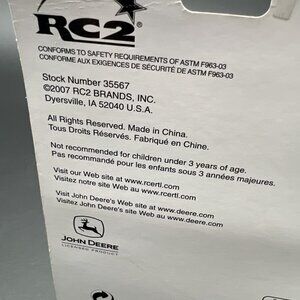 RC2
CONFORMS TO SAFETY REQUIREMENTS OF ASTM F963-03
CONFORME AUX EXIGENCES DE SÉCURITÉ DE ASTM F963-03
Stock Number 35567
©2007 RC2 BRANDS, INC.
Dyersville, IA 52040 U.S.A.
All Rights Reserved. Made in China.
Tous Droits Réservés. Fabriqué en Chine.
Not recommended for children under 3 years of age.
Pas recommandé pour les enfants sous 3 années majeures.
Visit our Web site at www.rcertl.com
Visitez notre site Web au www.rcertl.com
Visit John Deere's Web site at www.deere.com
Visitez John Deere's site Web au www.deere.com
JOHN DEERE
LICENSED PRODUCT